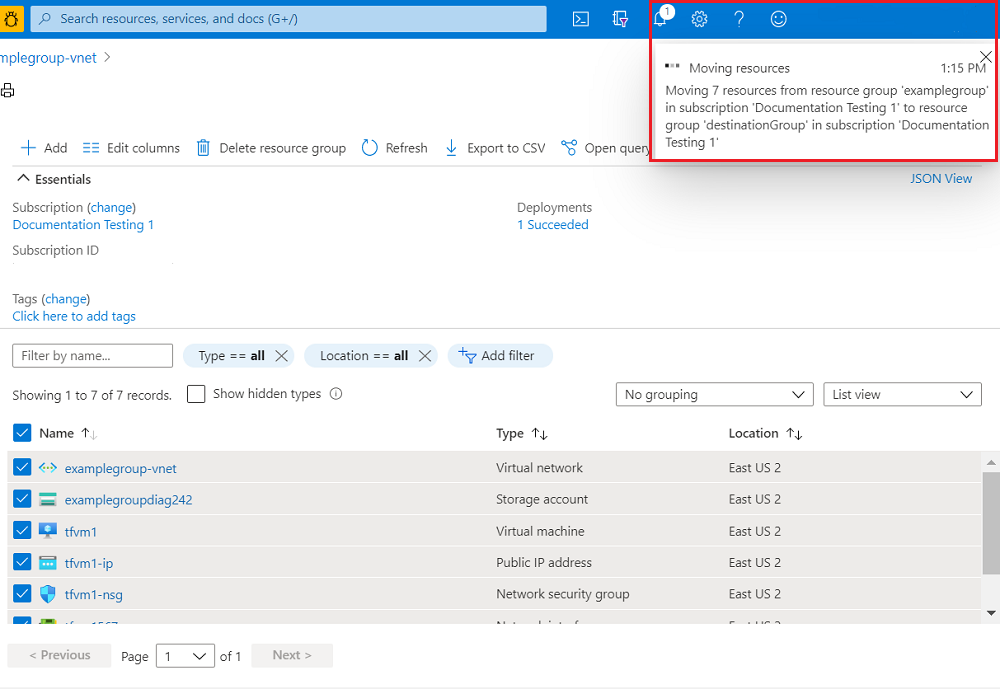 Search resources, services, and docs (G+/)
1
mplegroup-vnet >
Moving resources
1:15 PM
Moving 7 resources from resource group 'examplegroup'
in subscription 'Documentation Testing 1' to resource
group 'destinationGroup' in subscription 'Documentation
Testing 1'
Add Edit columns Delete resource group Refresh Export to CSV Open query
Essentials
JSON View
Subscription (change)
Deployments
Documentation Testing 1
1 Succeeded
Subscription ID
Tags (change)
Click here to add tags
Filter by name... Type == all Location == all Add filter
Showing 1 to 7 of 7 records. Show hidden types
No grouping List view
Name Type Location
examplegroup-vnet Virtual network East US 2
examplegroupdiag242 Storage account East US 2
tfvm1 Virtual machine East US 2
tfvm1-ip Public IP address East US 2
tfvm1-nsg Network security group East US 2
< Previous Page 1 of 1 Next >